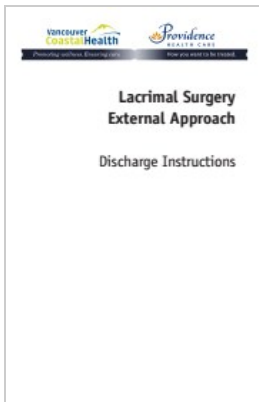 Vancouver
CoastalHealth
Providence
HEALTH CARE
Promoting wellness. Ensuring care.
How you want to be treated.
Lacrimal Surgery
External Approach
Discharge Instructions